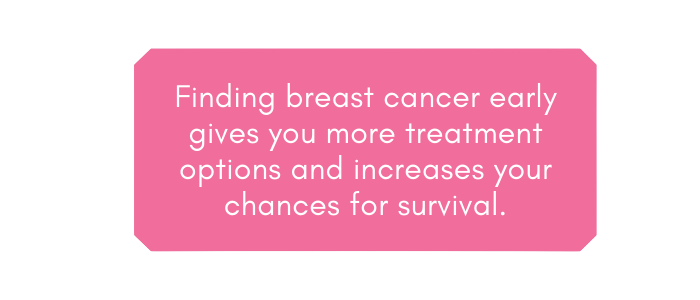 Finding breast cancer early
gives you more treatment
options and increases your
chances for survival.